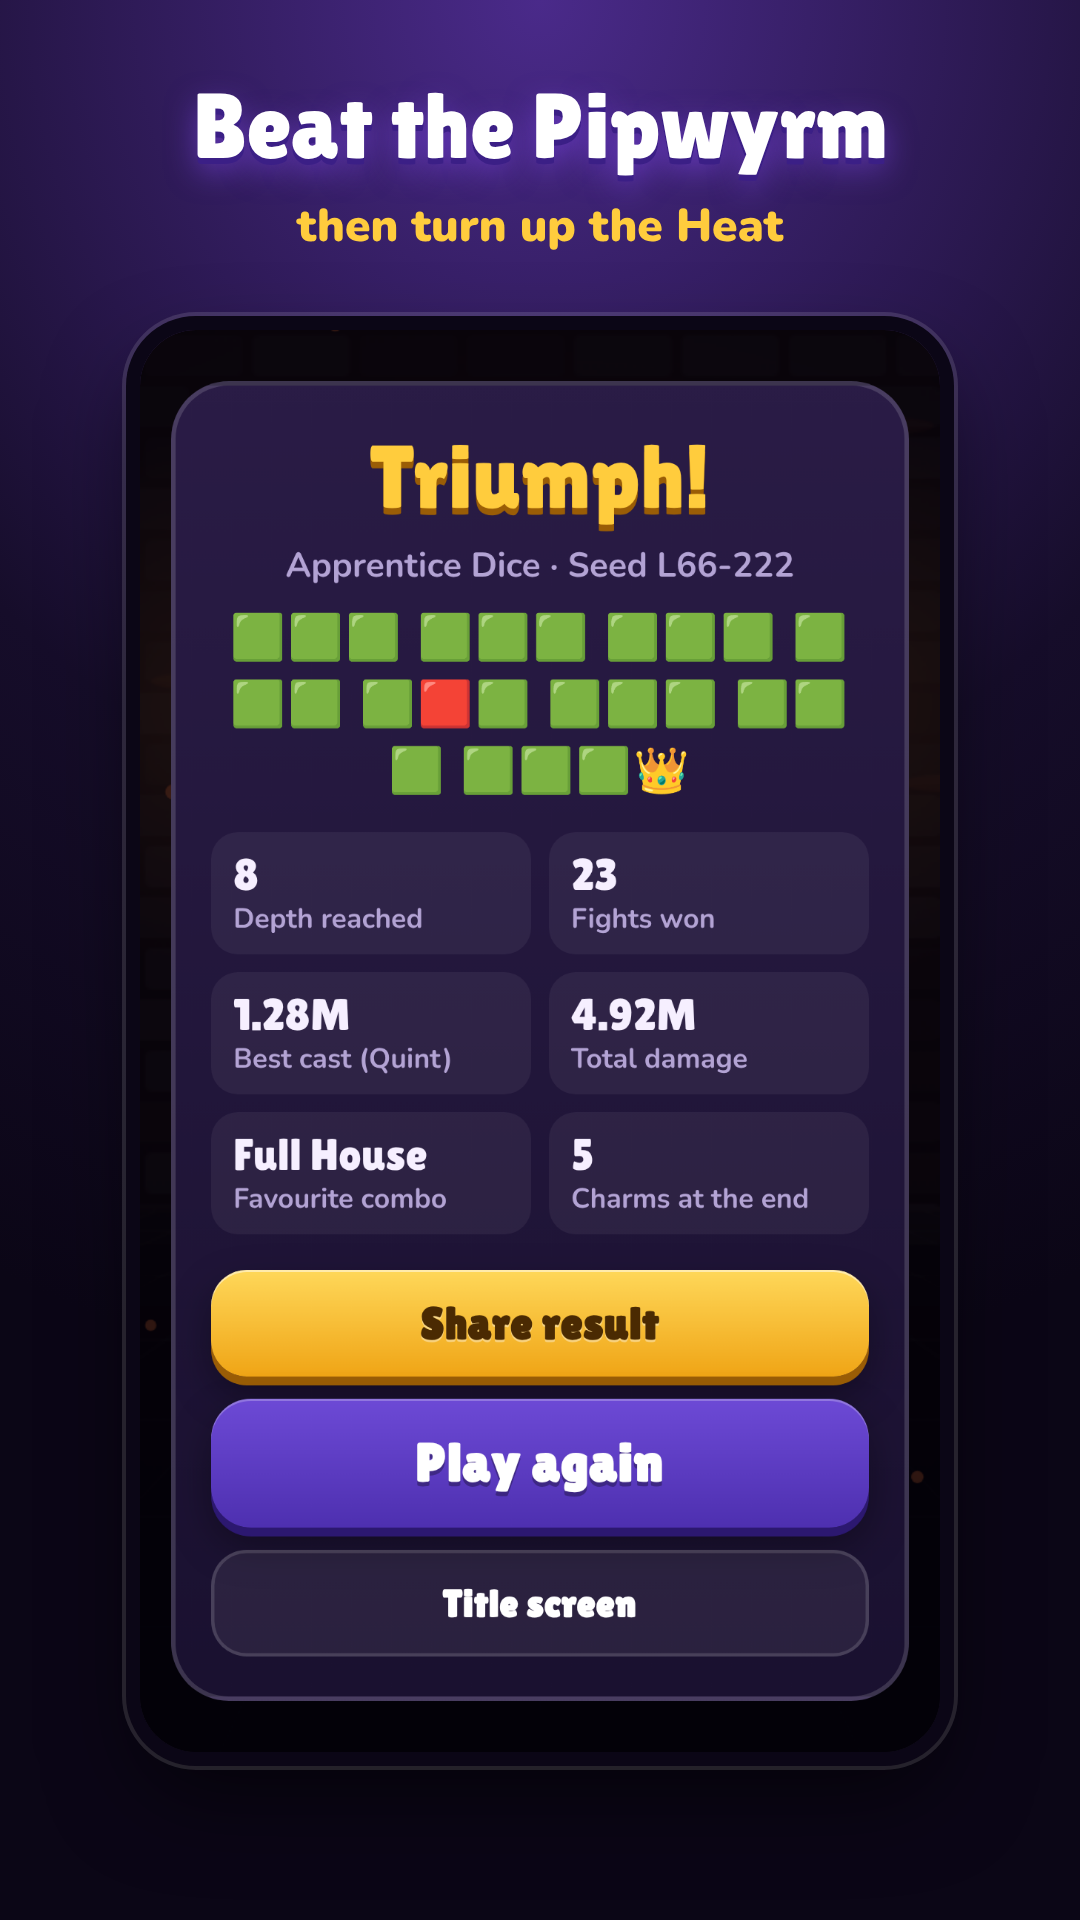 Beat the Pipwyrm
then turn up the Heat
Triumph!
Apprentice Dice · Seed L66-222
8
Depth reached
23
Fights won
1.28M
Best cast (Quint)
4.92M
Total damage
Full House
Favourite combo
5
Charms at the end
Share result
Play again
Title screen